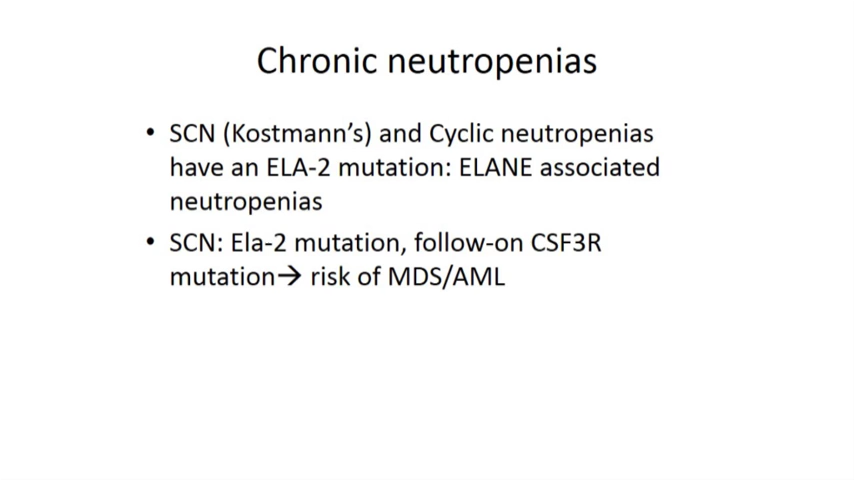 Chronic neutropenias
• SCN (Kostmann's) and Cyclic neutropenias
have an ELA-2 mutation: ELANE associated
neutropenias
• SCN: Ela-2 mutation, follow-on CSF3R
mutation→ risk of MDS/AML